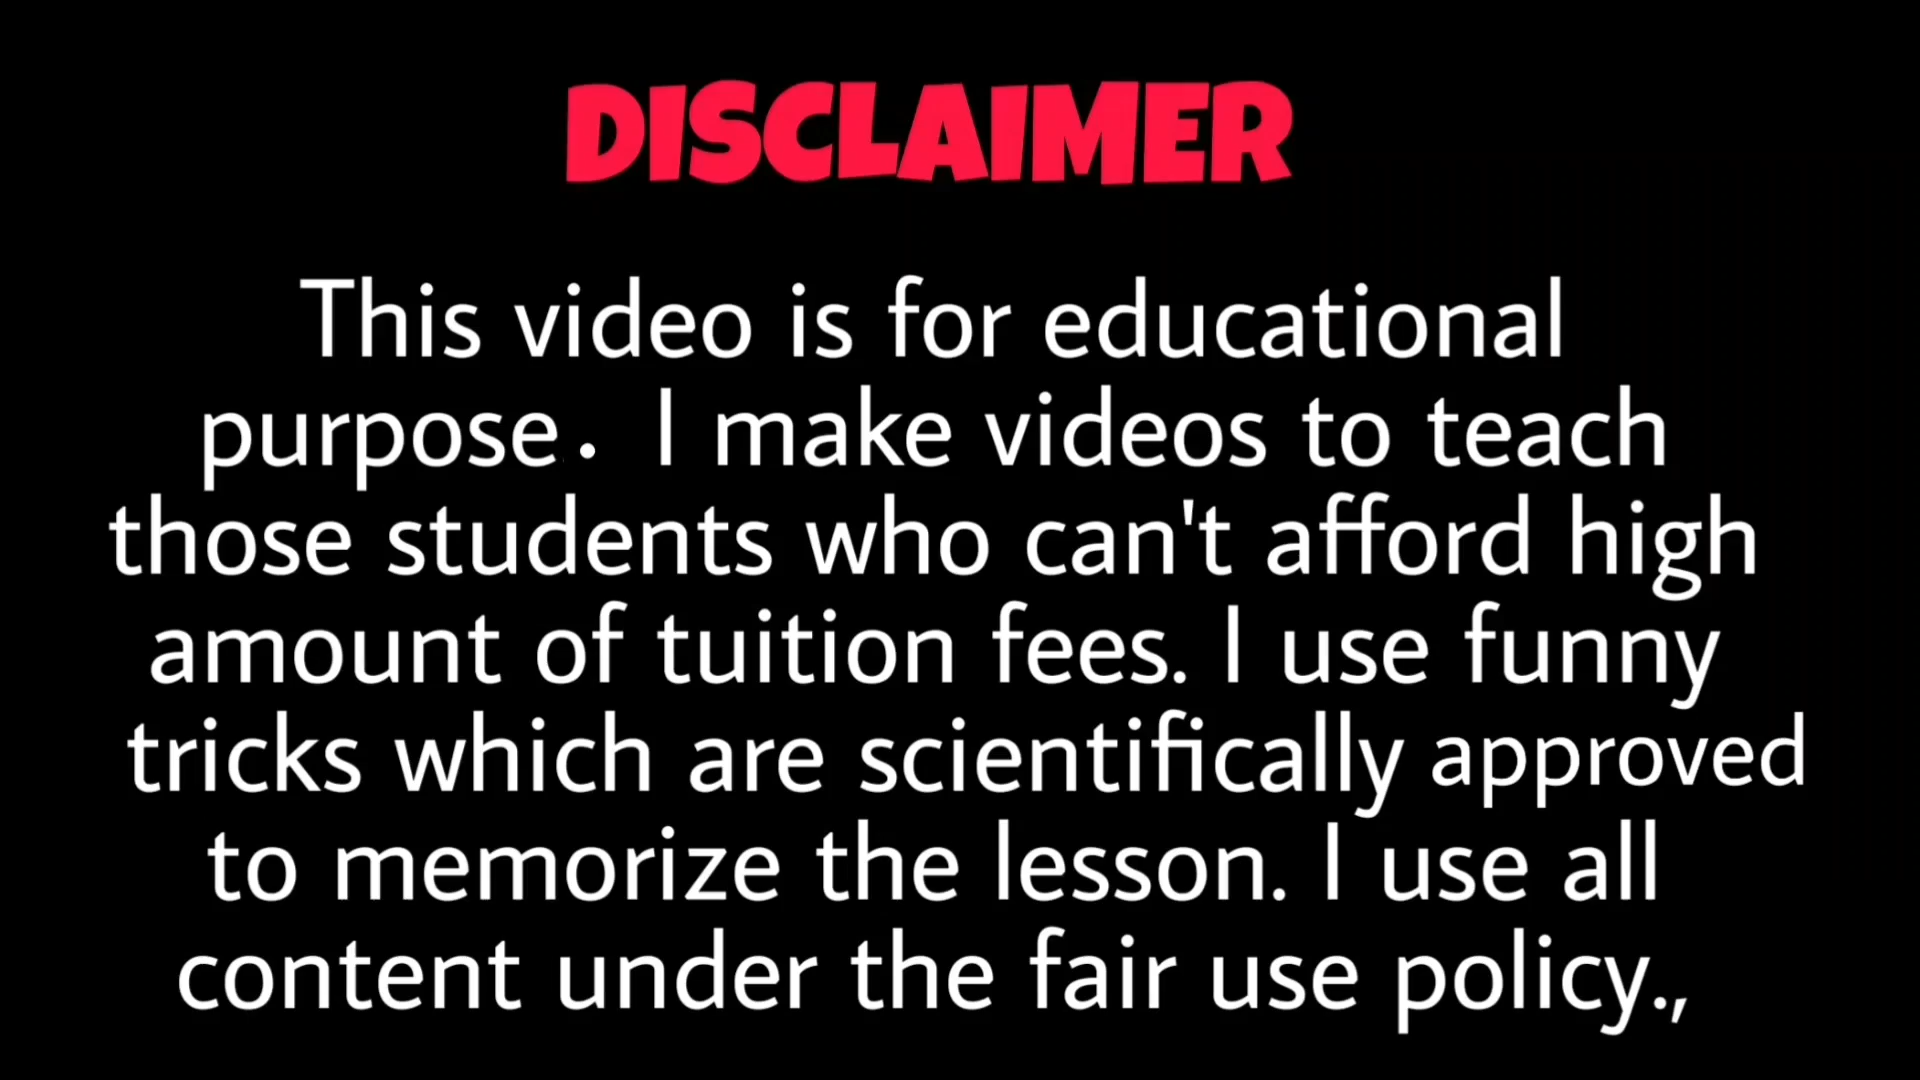 DISCLAIMER
This video is for educational
purpose. I make videos to teach
those students who can't afford high
amount of tuition fees. I use funny
tricks which are scientifically approved
to memorize the lesson. I use all
content under the fair use policy.,